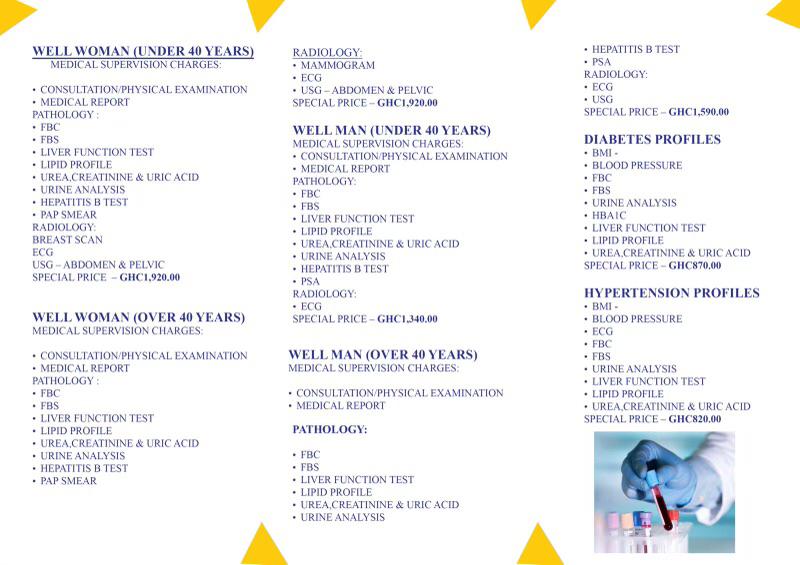 WELL WOMAN (UNDER 40 YEARS)
MEDICAL SUPERVISION CHARGES:
• CONSULTATION/PHYSICAL EXAMINATION
• MEDICAL REPORT
PATHOLOGY :
• FBC
• FBS
• LIVER FUNCTION TEST
• LIPID PROFILE
• UREA,CREATININE & URIC ACID
• URINE ANALYSIS
• HEPATITIS B TEST
• PAP SMEAR
RADIOLOGY:
BREAST SCAN
ECG
USG – ABDOMEN & PELVIC
SPECIAL PRICE – GHC1,920.00
WELL WOMAN (OVER 40 YEARS)
MEDICAL SUPERVISION CHARGES:
• CONSULTATION/PHYSICAL EXAMINATION
• MEDICAL REPORT
PATHOLOGY :
• FBC
• FBS
• LIVER FUNCTION TEST
• LIPID PROFILE
• UREA,CREATININE & URIC ACID
• URINE ANALYSIS
• HEPATITIS B TEST
• PAP SMEAR
RADIOLOGY:
• MAMMOGRAM
• ECG
• USG – ABDOMEN & PELVIC
SPECIAL PRICE – GHC1,920.00
WELL MAN (UNDER 40 YEARS)
MEDICAL SUPERVISION CHARGES:
• CONSULTATION/PHYSICAL EXAMINATION
• MEDICAL REPORT
PATHOLOGY:
• FBC
• FBS
• LIVER FUNCTION TEST
• LIPID PROFILE
• UREA,CREATININE & URIC ACID
• URINE ANALYSIS
• HEPATITIS B TEST
• PSA
RADIOLOGY:
• ECG
SPECIAL PRICE – GHC1,340.00
WELL MAN (OVER 40 YEARS)
MEDICAL SUPERVISION CHARGES:
• CONSULTATION/PHYSICAL EXAMINATION
• MEDICAL REPORT
PATHOLOGY:
• FBC
• FBS
• LIVER FUNCTION TEST
• LIPID PROFILE
• UREA,CREATININE & URIC ACID
• URINE ANALYSIS
• HEPATITIS B TEST
• PSA
RADIOLOGY:
• ECG
• USG
SPECIAL PRICE – GHC1,590.00
DIABETES PROFILES
• BMI -
• BLOOD PRESSURE
• FBC
• FBS
• URINE ANALYSIS
• HBA1C
• LIVER FUNCTION TEST
• LIPID PROFILE
• UREA,CREATININE & URIC ACID
SPECIAL PRICE – GHC870.00
HYPERTENSION PROFILES
• BMI -
• BLOOD PRESSURE
• ECG
• FBC
• FBS
• URINE ANALYSIS
• LIVER FUNCTION TEST
• LIPID PROFILE
• UREA,CREATININE & URIC ACID
SPECIAL PRICE – GHC820.00